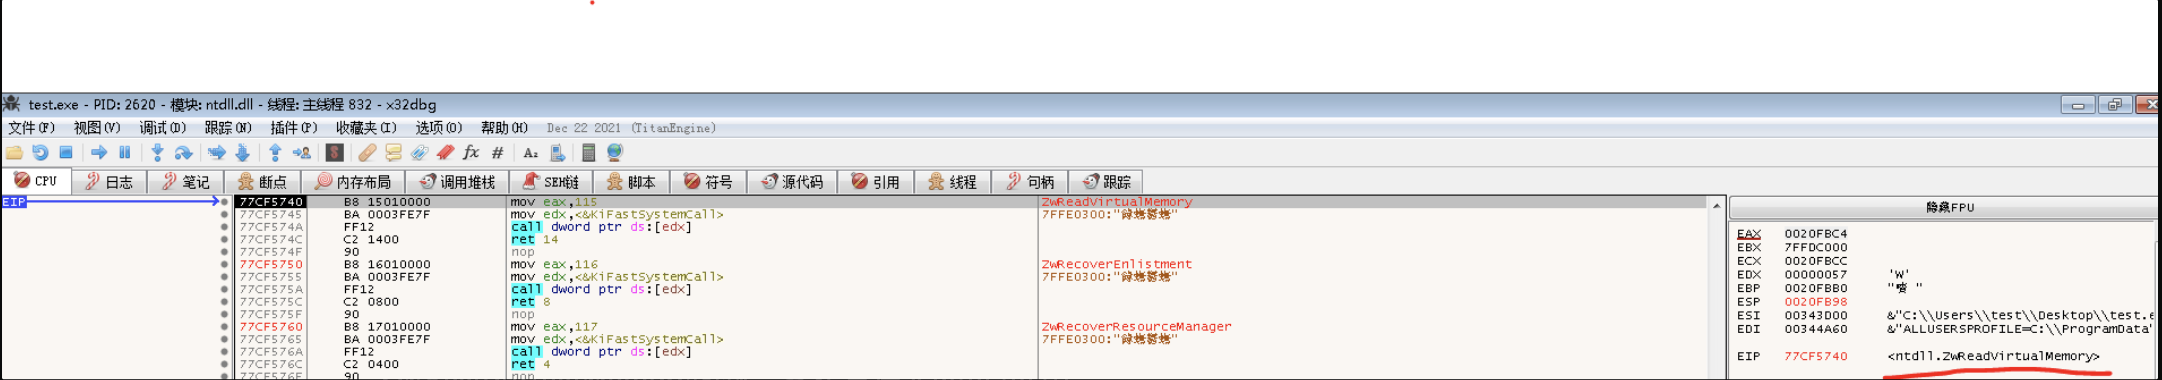 test.exe - PID: 2620 - 模块: ntdll.dll - 线程: 主线程 832 - x32dbg
文件(F) 视图(V) 调试(D) 跟踪(N) 插件(P) 收藏夹(I) 选项(O) 帮助(H) Dec 22 2021 (TitanEngine)
CPU 日志 笔记 断点 内存布局 调用堆栈 SEH链 脚本 符号 源代码 引用 线程 句柄 跟踪
EIP 77CF5740 B8 15010000 mov eax,115 ZwReadVirtualMemory
77CF5745 BA 0003FE7F mov edx,<&KiFastSystemCall> 7FFE0300:
77CF574A FF12 call dword ptr ds:[edx]
77CF574C C2 1400 ret 14
77CF574F 90 nop
77CF5750 B8 16010000 mov eax,116 ZwRecoverEnlistment
77CF5755 BA 0003FE7F mov edx,<&KiFastSystemCall> 7FFE0300:
77CF575A FF12 call dword ptr ds:[edx]
77CF575C C2 0800 ret 8
77CF575F 90 nop
77CF5760 B8 17010000 mov eax,117 ZwRecoverResourceManager
77CF5765 BA 0003FE7F mov edx,<&KiFastSystemCall> 7FFE0300:
77CF576A FF12 call dword ptr ds:[edx]
77CF576C C2 0400 ret 4
77CF576F 90 nop
隐藏FPU
EAX 0020FBC4
EBX 7FFDC000
ECX 0020FBCC
EDX 00000057 'W'
EBP 0020FBB0
ESP 0020FB98
ESI 00343D00 &"C:\\Users\\test\\Desktop\\test.e
EDI 00344A60 &"ALLUSERSPROFILE=C:\\ProgramData"
EIP 77CF5740 <ntdll.ZwReadVirtualMemory>